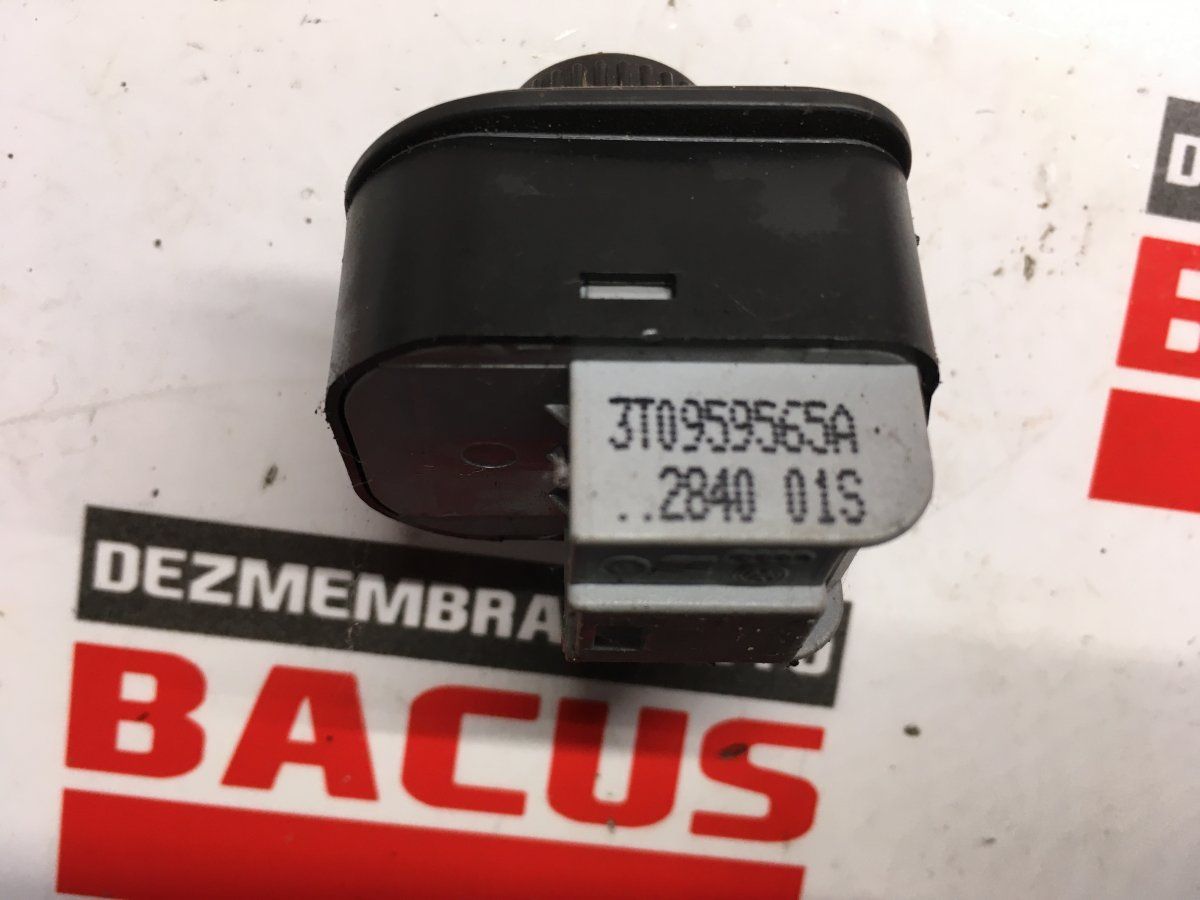 3T0959565A
..2840 01S
DEZMEMBRA
BACUS
D
B